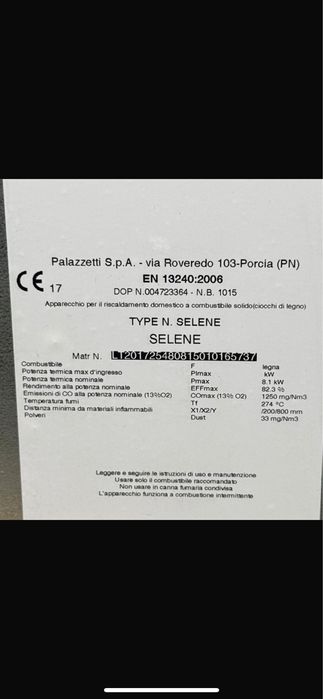 Palazzetti S.p.A. - via Roveredo 103-Porcia (PN)
CE 17
EN 13240:2006
DOP N.004723364 - N.B. 1015
Apparecchio per il riscaldamento domestico a combustibile solido(ciocchi di legno)
TYPE N. SELENE
SELENE
Matr N. LT201725480815010165737
Combustibile F legna
Potenza termica max d'ingresso PImax kW
Potenza termica nominale Pmax 8.1 kW
Rendimento alla potenza nominale EFFmax 82.3 %
Emissioni di CO alla potenza nominale (13%O2) COmax (13% O2) 1250 mg/Nm3
Temperatura fumi Tf 274 °C
Distanza minima da materiali infiammabili X1/X2/Y /200/800 mm
Polveri Dust 33 mg/Nm3
Leggere e seguire le istruzioni di uso e manutenzione
Usare solo il combustibile raccomandato
Non usare in canna fumaria condivisa
L'apparecchio funziona a combustione intermittente